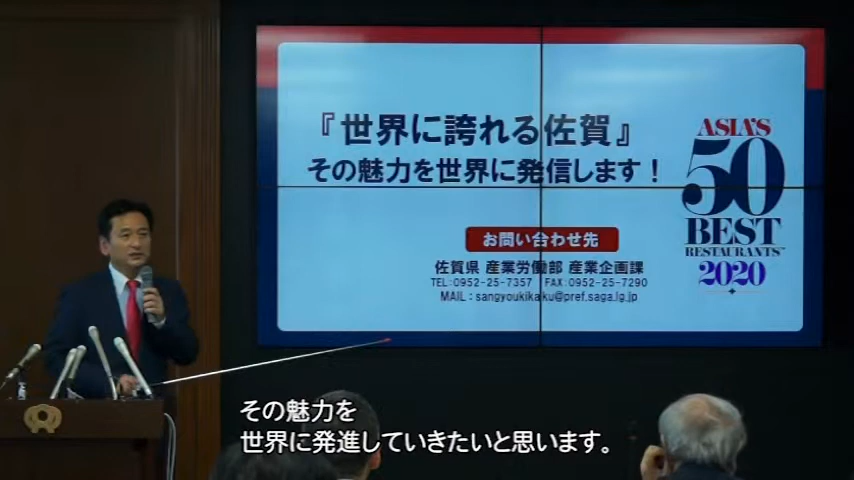 『世界に誇れる佐賀』
その魅力を世界に発信します！
ASIA'S
50
BEST
RESTAURANTS
2020
お問い合わせ先
佐賀県 産業労働部 産業企画課
TEL:0952-25-7357 FAX:0952-25-7290
MAIL：sangyoukikaku@pref.saga.lg.jp
その魅力を
世界に発進していきたいと思います。